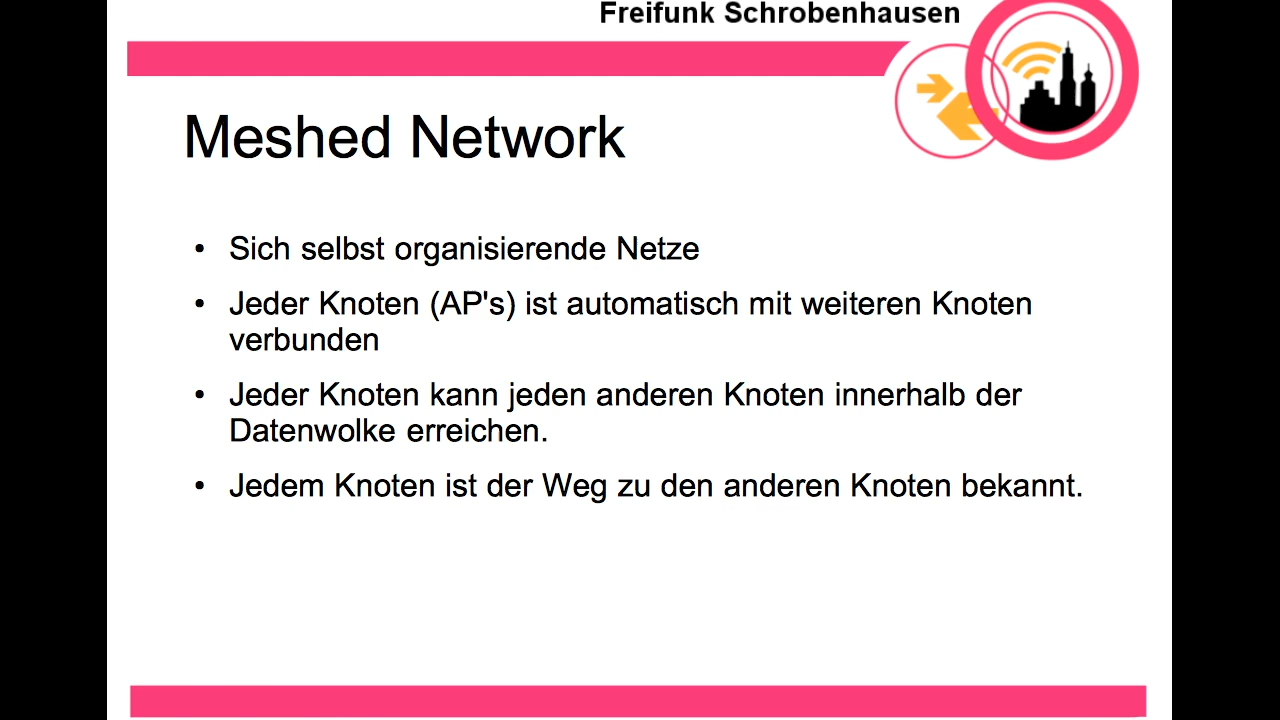 Freifunk Schrobenhausen
Meshed Network
• Sich selbst organisierende Netze
• Jeder Knoten (AP's) ist automatisch mit weiteren Knoten
verbunden
• Jeder Knoten kann jeden anderen Knoten innerhalb der
Datenwolke erreichen.
• Jedem Knoten ist der Weg zu den anderen Knoten bekannt.